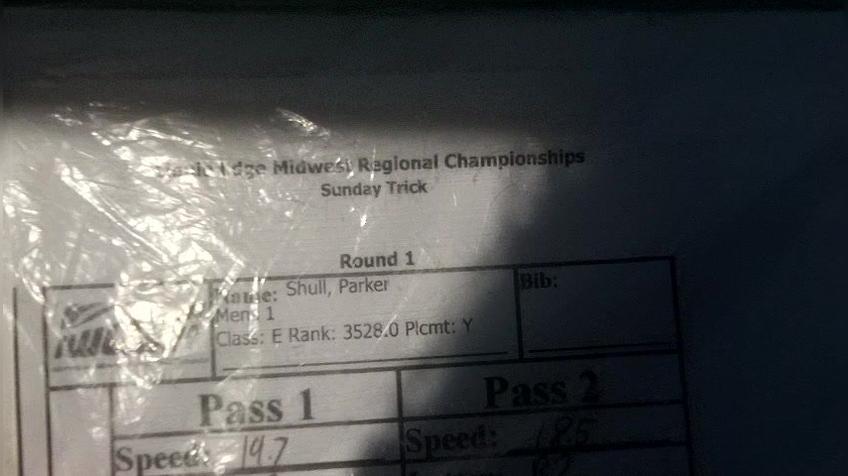 Edge Midwest Regional Championships
Sunday Trick
Round 1
Name: Shull, Parker
Bib:
Mens 1
Class: E Rank: 3528.0 Plcmt: Y
Pass 1
Pass 2
Speed: 19.7
Speed: 18.5